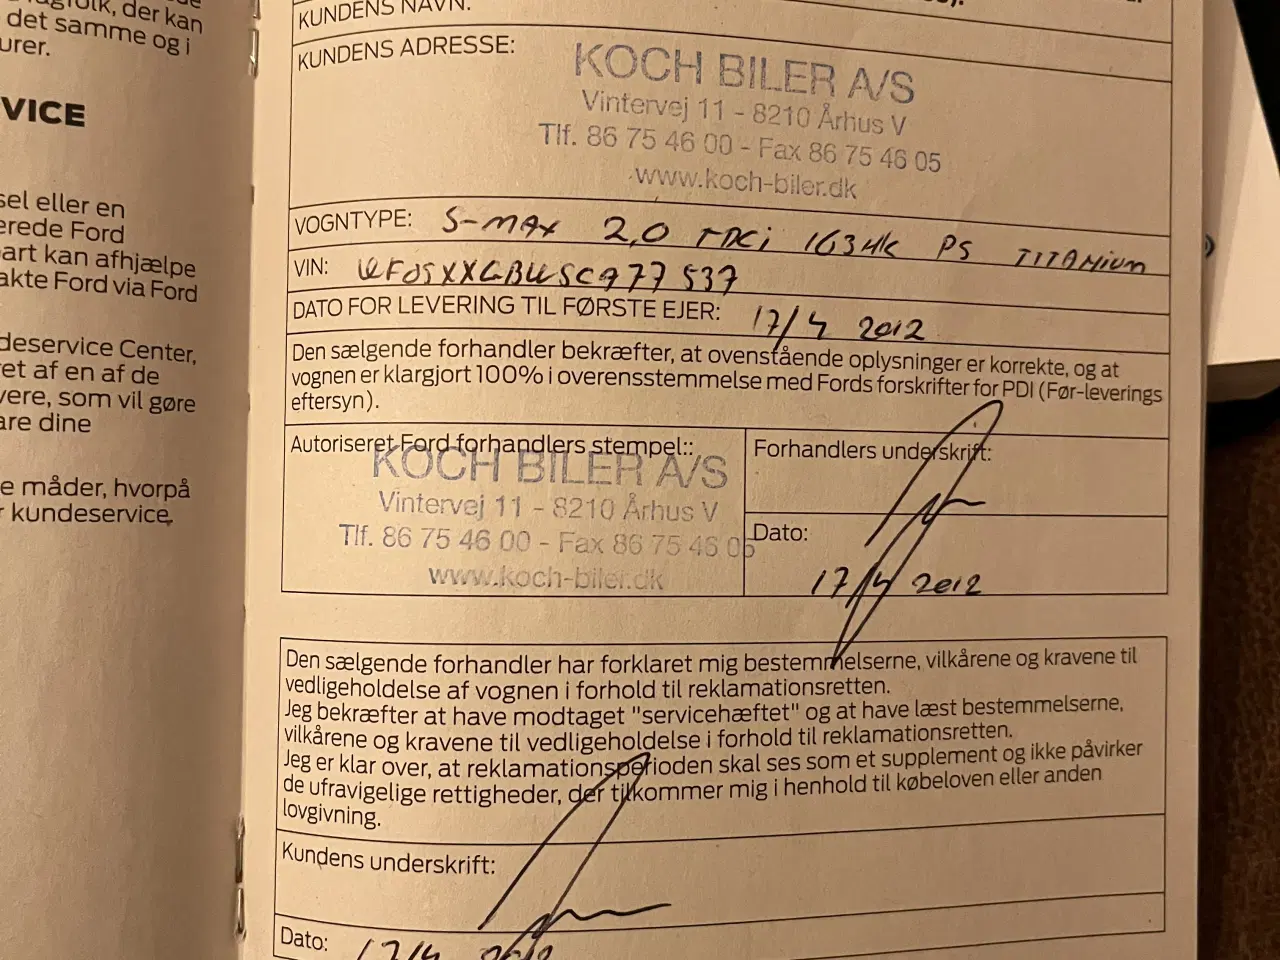 der kan
det samme og i
urer.
VICE
sel eller en
erede Ford
art kan afhjælpe
akte Ford via Ford
deservice Center,
ret af en af de
vere, som vil gøre
are dine
e måder, hvorpå
r kundeservice.
KUNDENS NAVN:
KUNDENS ADRESSE:
KOCH BILER A/S
Vintervej 11 - 8210 Århus V
Tlf. 86 75 46 00 - Fax 86 75 46 05
www.koch-biler.dk
VOGNTYPE: S-MAX 2,0 TDCi 163HK PS TITANIUM
VIN:
DATO FOR LEVERING TIL FØRSTE EJER: 17/4 2012
Den sælgende forhandler bekræfter, at ovenstående oplysninger er korrekte, og at
vognen er klargjort 100% i overensstemmelse med Fords forskrifter for PDI (Før-leverings
eftersyn).
Autoriseret Ford forhandlers stempel::
KOCH BILER A/S
Vintervej 11 - 8210 Århus V
Tlf. 86 75 46 00 - Fax 86 75 46 05
www.koch-biler.dk
Forhandlers underskrift:
Dato:
17/4 2012
Den sælgende forhandler har forklaret mig bestemmelserne, vilkårene og kravene til
vedligeholdelse af vognen i forhold til reklamationsretten.
Jeg bekræfter at have modtaget "servicehæftet" og at have læst bestemmelserne,
vilkårene og kravene til vedligeholdelse i forhold til reklamationsretten.
Jeg er klar over, at reklamationsperioden skal ses som et supplement og ikke påvirker
de ufravigelige rettigheder, der tilkommer mig i henhold til købeloven eller anden
lovgivning.
Kundens underskrift:
Dato: 17/4 2012